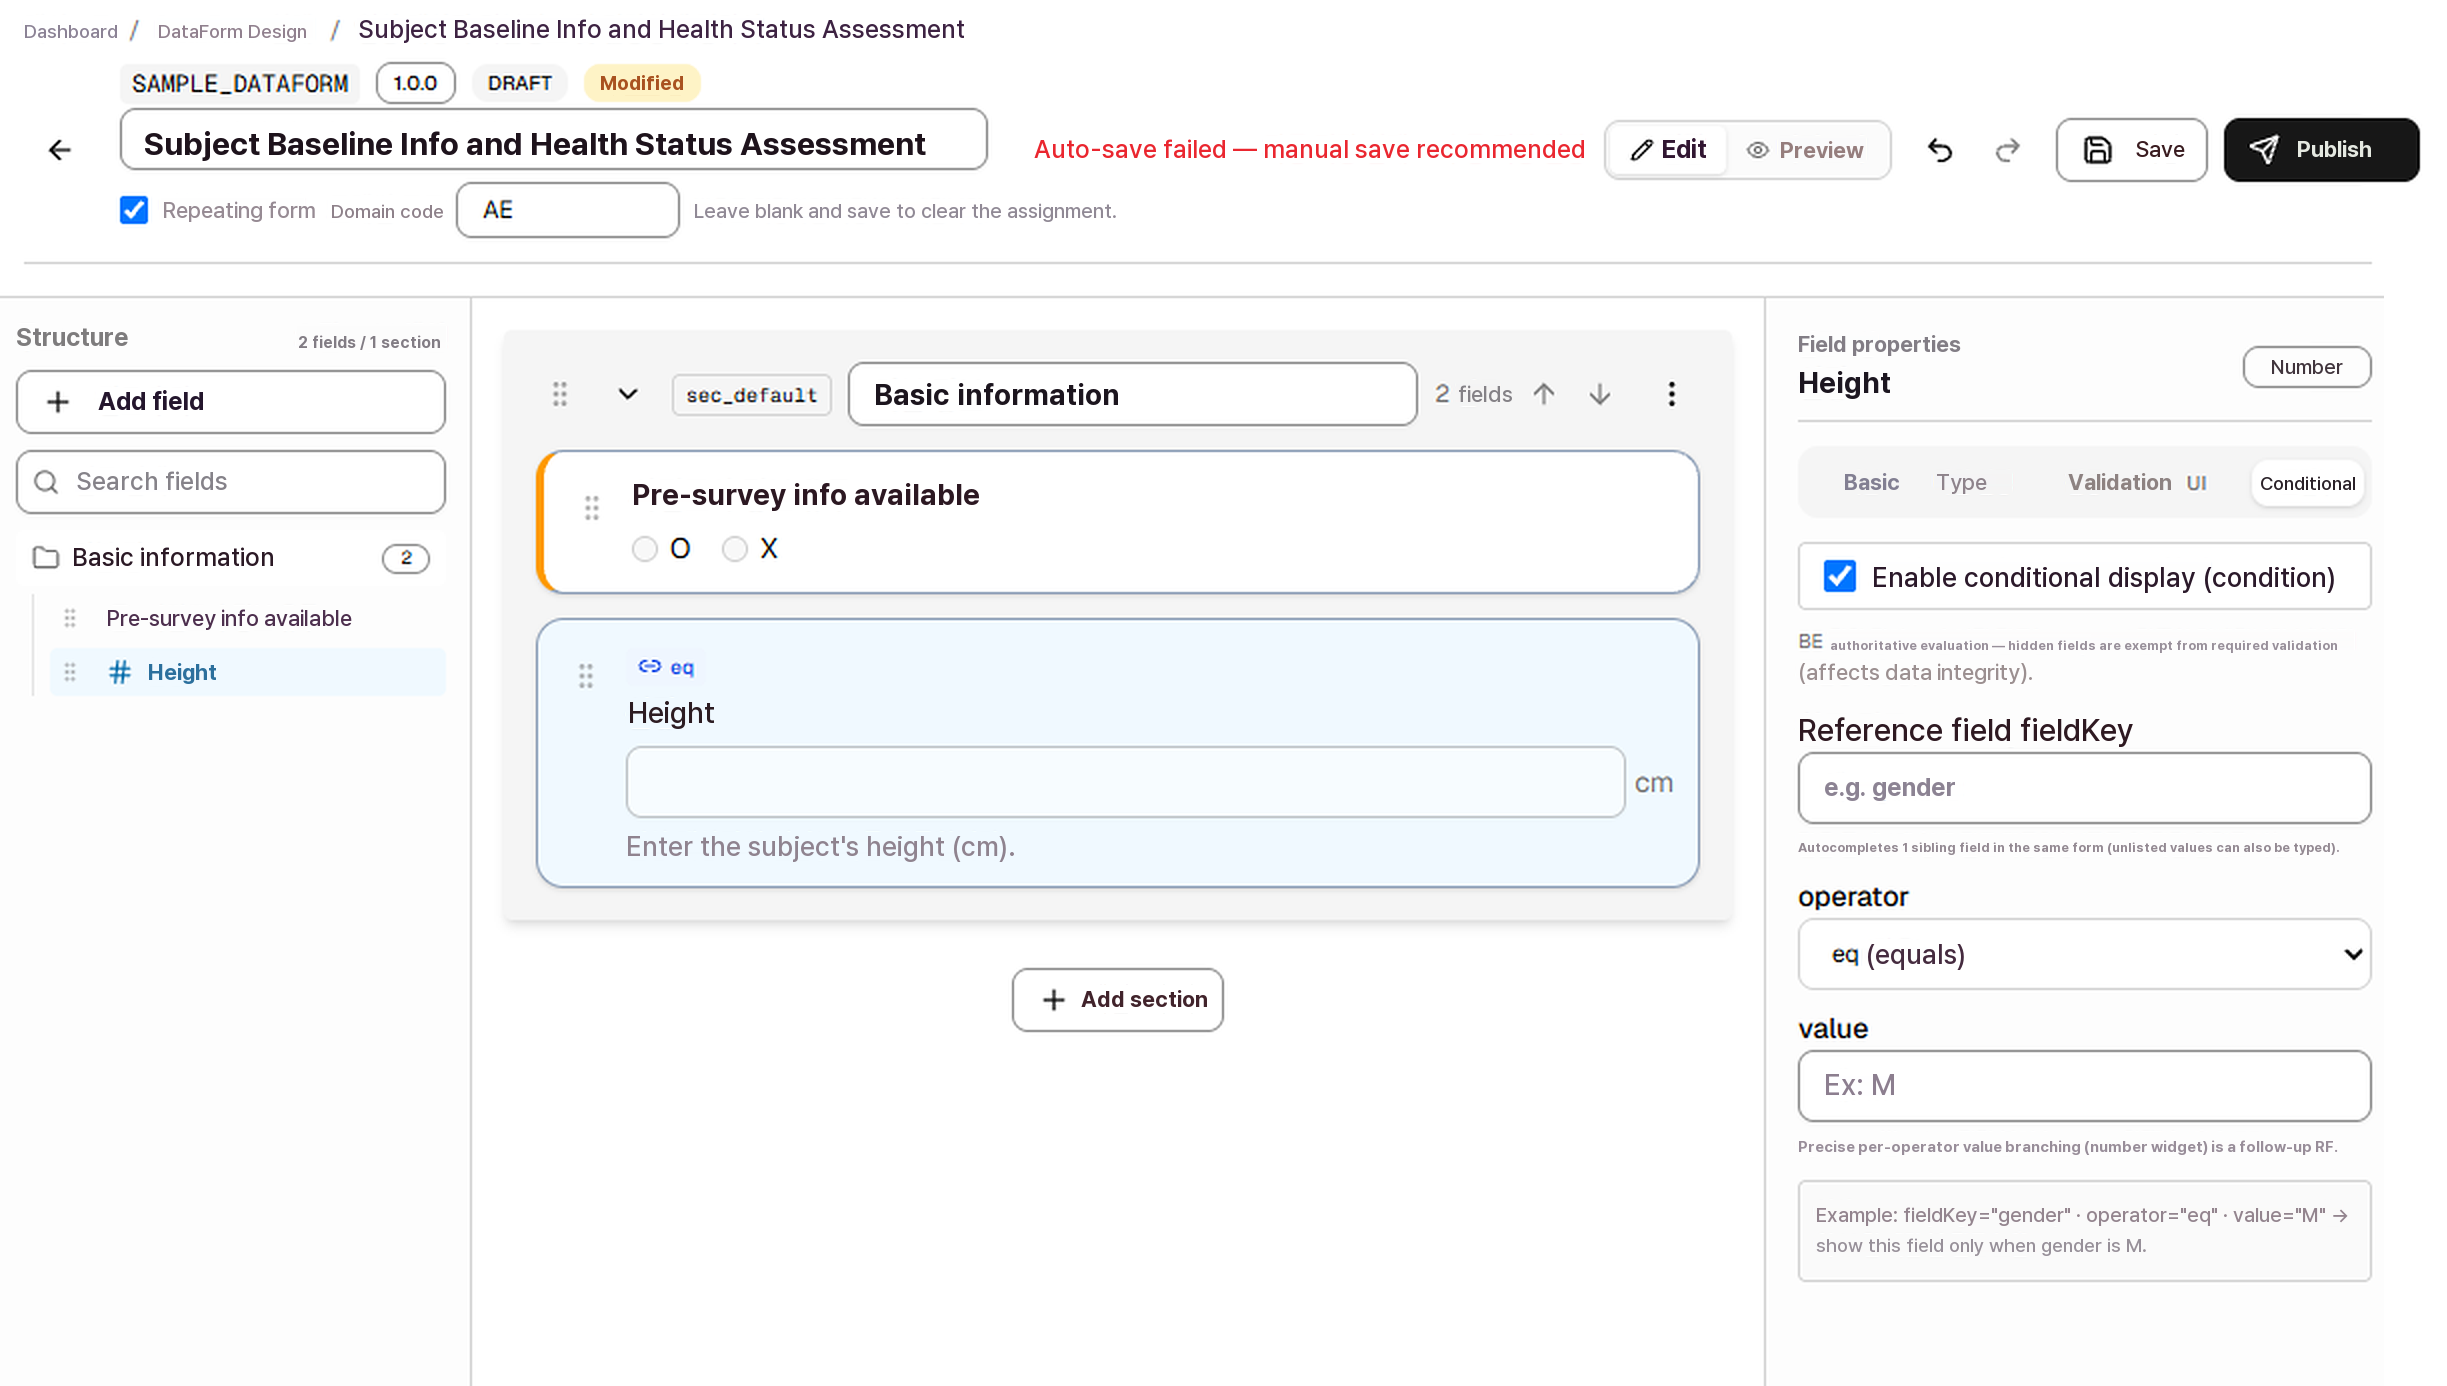 Dashboard / DataForm Design / Subject Baseline Info and Health Status Assessment
SAMPLE_DATAFORM 1.0.0 DRAFT Modified
Subject Baseline Info and Health Status Assessment
Auto-save failed — manual save recommended
Edit Preview
Save
Publish
Repeating form Domain code AE Leave blank and save to clear the assignment.
Structure
2 fields / 1 section
Add field
Search fields
Basic information 2
Pre-survey info available
Height
sec_default Basic information 2 fields
Pre-survey info available
O X
eq
Height
cm
Enter the subject's height (cm).
Add section
Field properties
Height
Number
Basic Type Validation UI Conditional
Enable conditional display (condition)
BE authoritative evaluation — hidden fields are exempt from required validation
(affects data integrity).
Reference field fieldKey
e.g. gender
Autocompletes 1 sibling field in the same form (unlisted values can also be typed).
operator
eq (equals)
value
Ex: M
Precise per-operator value branching (number widget) is a follow-up RF.
Example: fieldKey="gender" · operator="eq" · value="M" →
show this field only when gender is M.